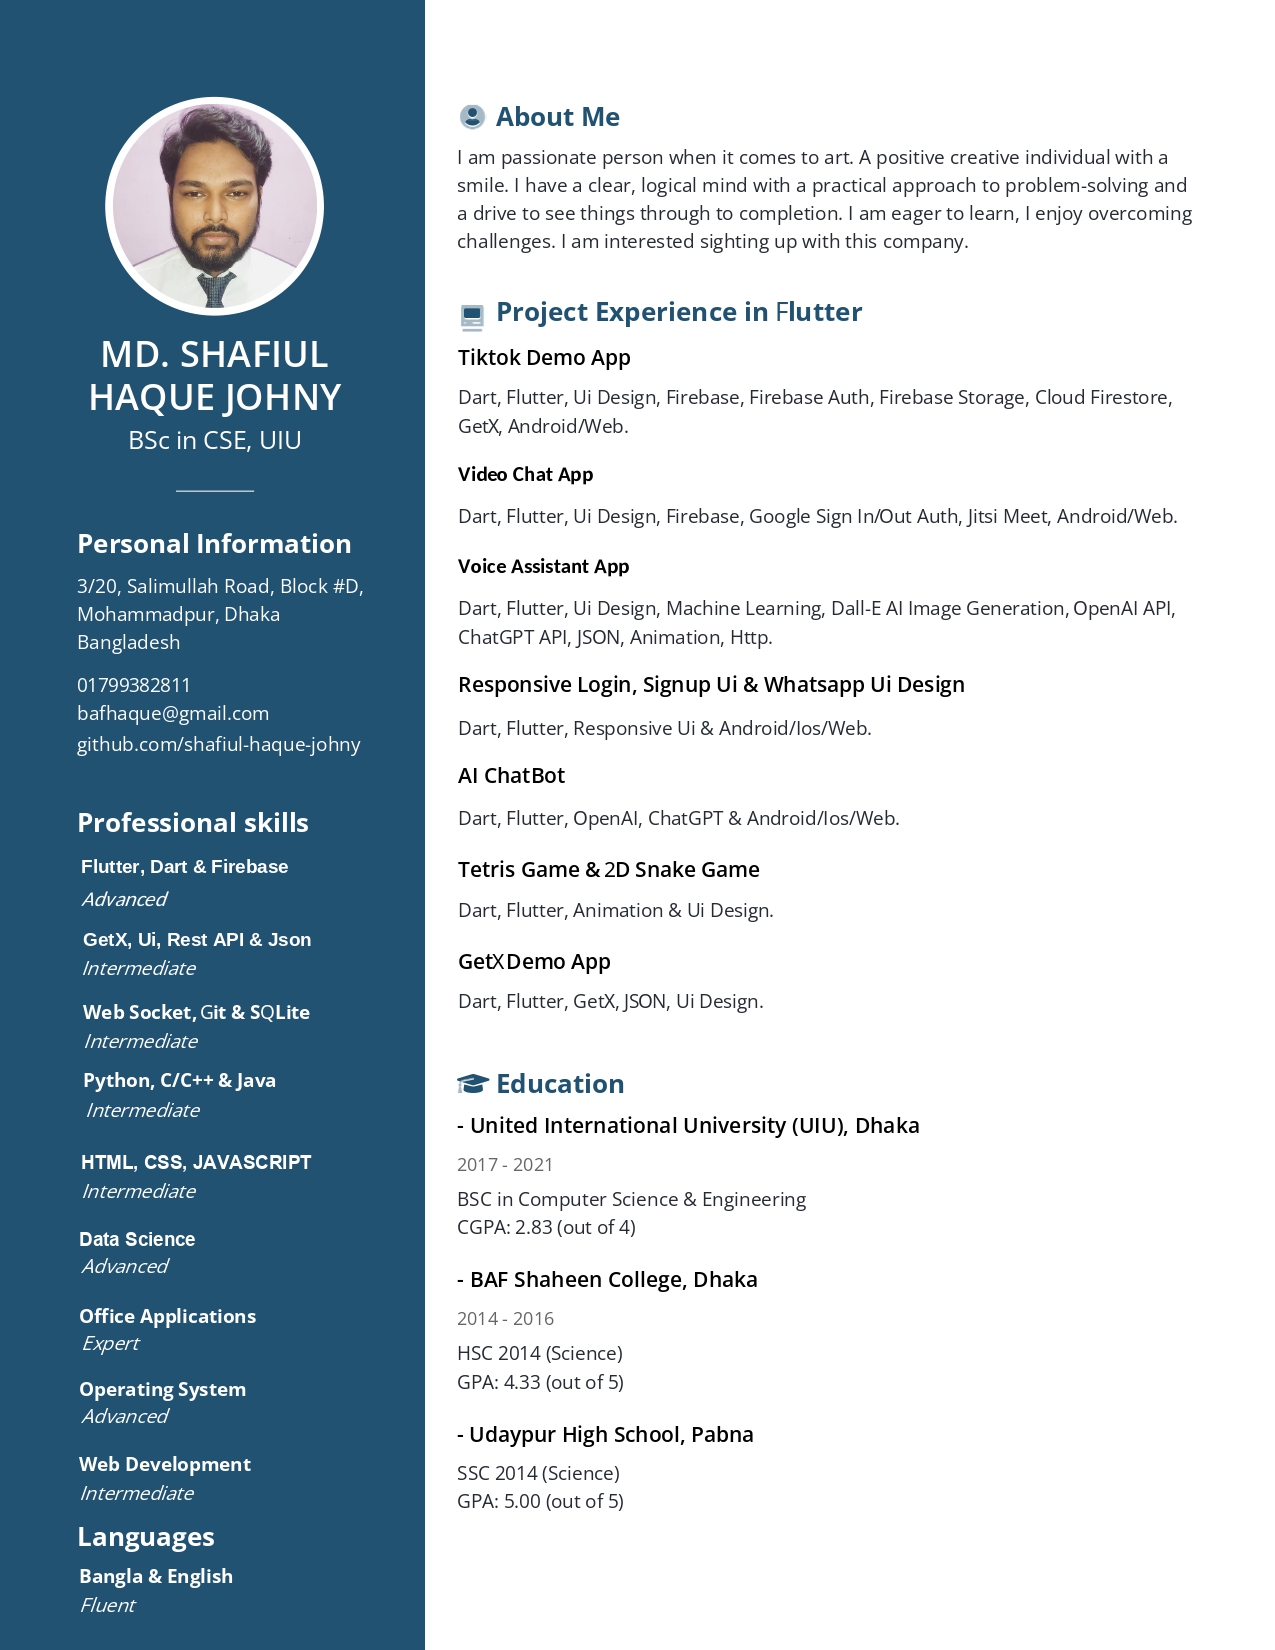 MD. SHAFIUL
HAQUE JOHNY
BSc in CSE, UIU
Personal Information
3/20, Salimullah Road, Block #D,
Mohammadpur, Dhaka
Bangladesh
01799382811
bafhaque@gmail.com
github.com/shafiul-haque-johny
Professional skills
Flutter, Dart & Firebase
Advanced
GetX, Ui, Rest API & Json
Intermediate
Web Socket, Git & SQLite
Intermediate
Python, C/C++ & Java
Intermediate
HTML, CSS, JAVASCRIPT
Intermediate
Data Science
Advanced
Office Applications
Expert
Operating System
Advanced
Web Development
Intermediate
Languages
Bangla & English
Fluent
About Me
I am passionate person when it comes to art. A positive creative individual with a
smile. I have a clear, logical mind with a practical approach to problem-solving and
a drive to see things through to completion. I am eager to learn, I enjoy overcoming
challenges. I am interested sighting up with this company.
Project Experience in Flutter
Tiktok Demo App
Dart, Flutter, Ui Design, Firebase, Firebase Auth, Firebase Storage, Cloud Firestore,
GetX, Android/Web.
Video Chat App
Dart, Flutter, Ui Design, Firebase, Google Sign In/Out Auth, Jitsi Meet, Android/Web.
Voice Assistant App
Dart, Flutter, Ui Design, Machine Learning, Dall-E AI Image Generation, OpenAI API,
ChatGPT API, JSON, Animation, Http.
Responsive Login, Signup Ui & Whatsapp Ui Design
Dart, Flutter, Responsive Ui & Android/Ios/Web.
AI ChatBot
Dart, Flutter, OpenAI, ChatGPT & Android/Ios/Web.
Tetris Game & 2D Snake Game
Dart, Flutter, Animation & Ui Design.
GetX Demo App
Dart, Flutter, GetX, JSON, Ui Design.
Education
- United International University (UIU), Dhaka
2017 - 2021
BSC in Computer Science & Engineering
CGPA: 2.83 (out of 4)
- BAF Shaheen College, Dhaka
2014 - 2016
HSC 2014 (Science)
GPA: 4.33 (out of 5)
- Udaypur High School, Pabna
SSC 2014 (Science)
GPA: 5.00 (out of 5)